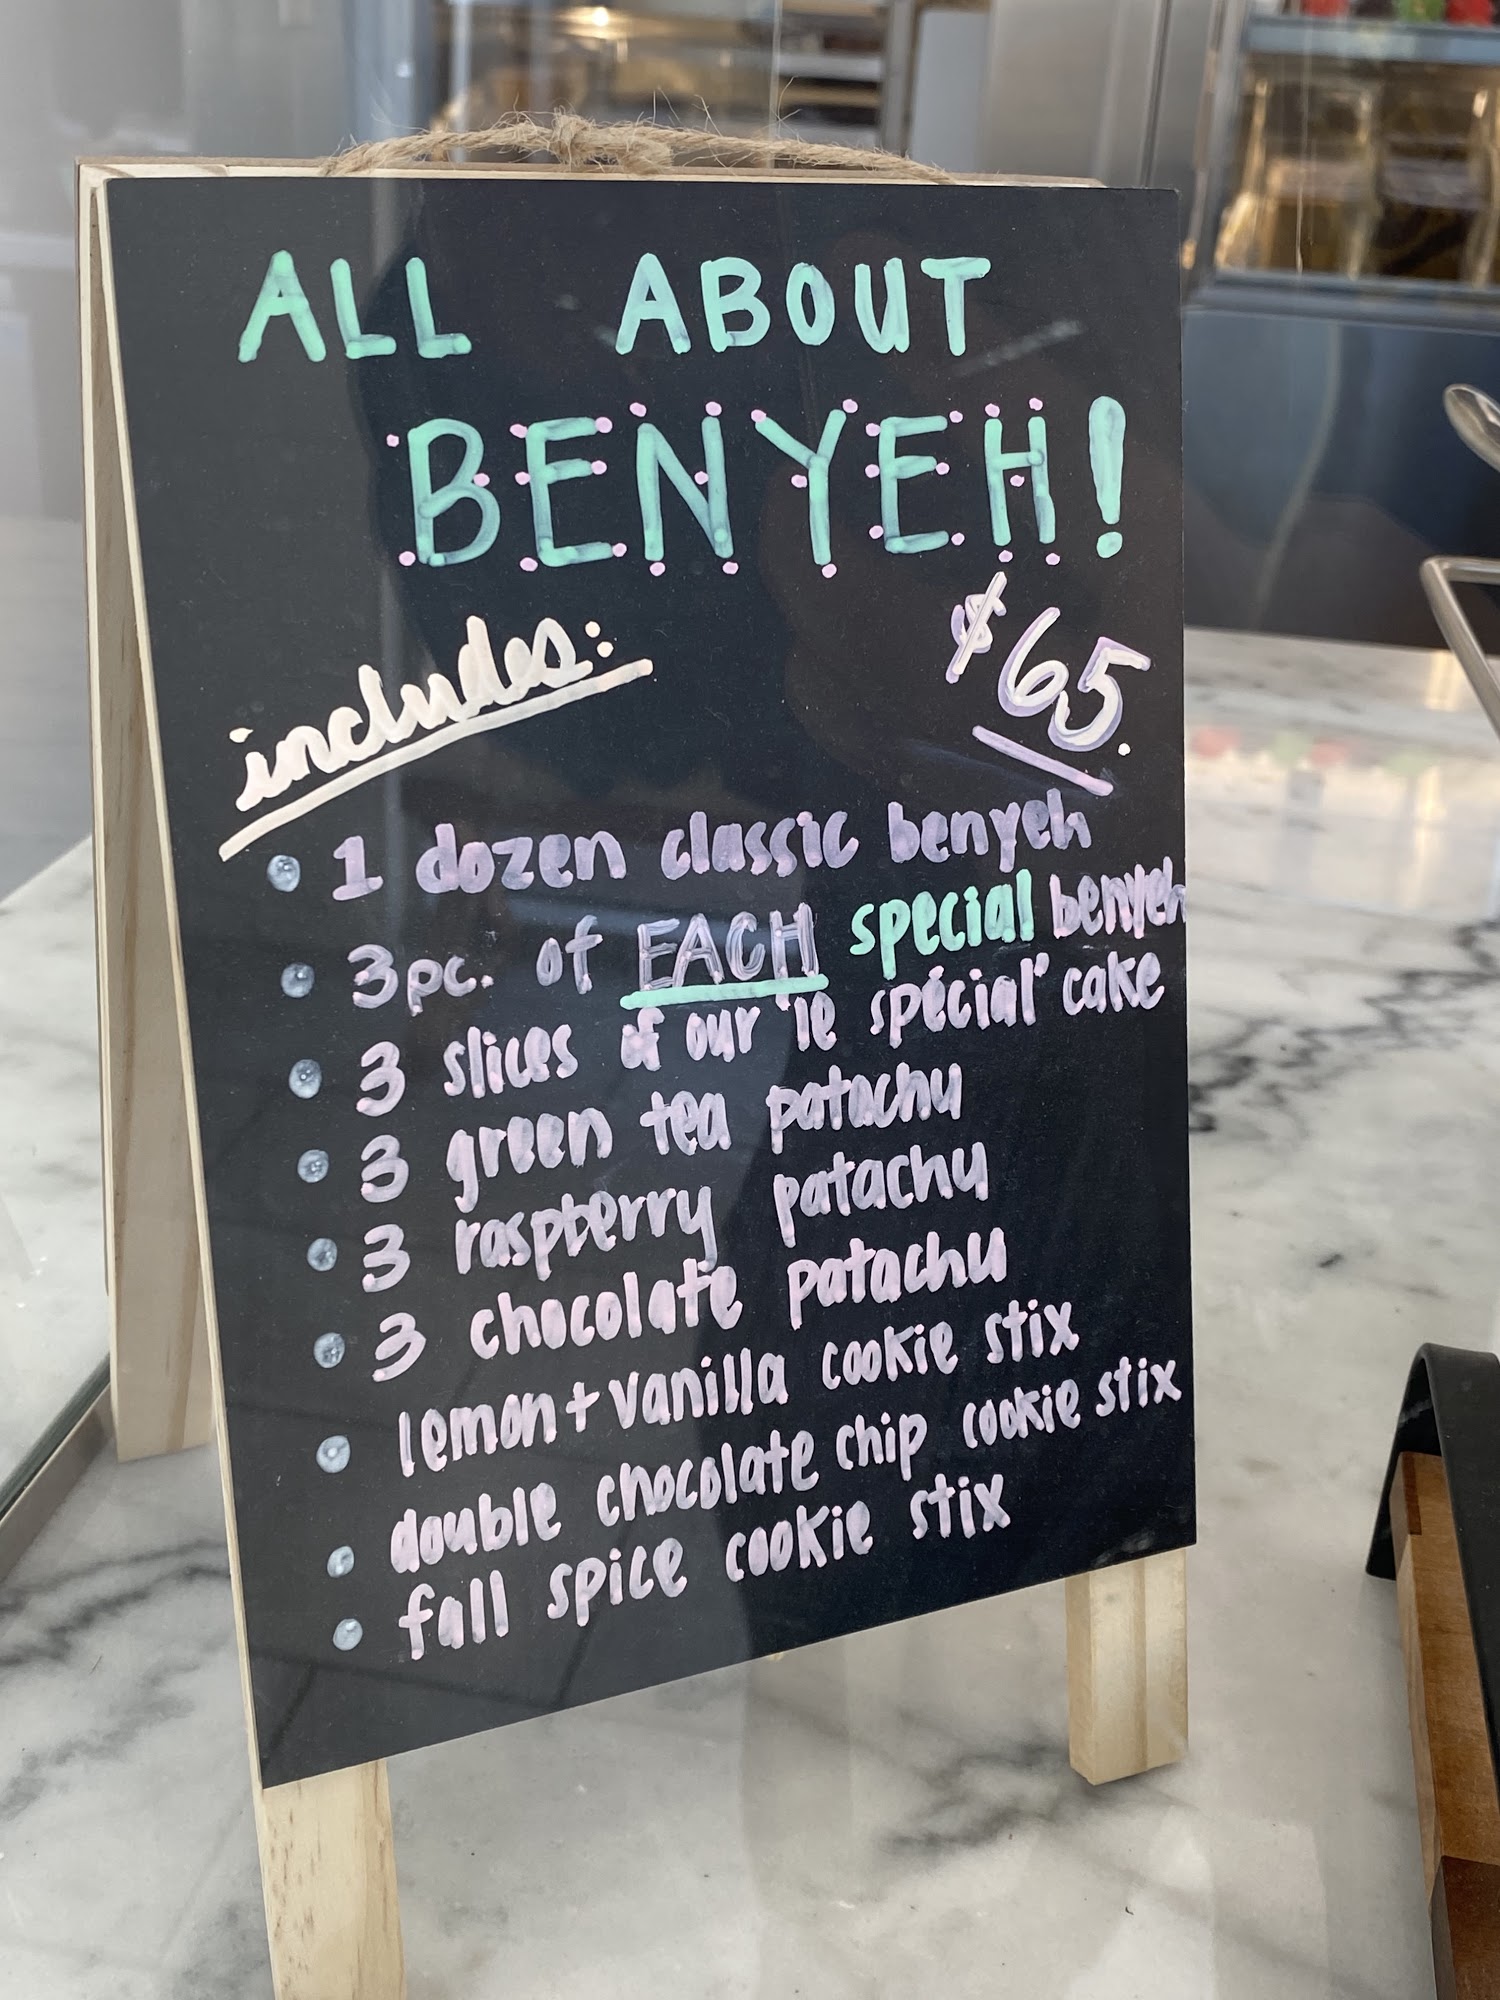 ALL ABOUT
BENYEH!
$65.
includes:
• 1 dozen classic benyeh
• 3pc. of EACH special benyeh
• 3 slices of our "le spécial" cake
• 3 green tea patachu
• 3 raspberry patachu
• 3 chocolate patachu
• lemon + vanilla cookie stix
• double chocolate chip cookie stix
• fall spice cookie stix